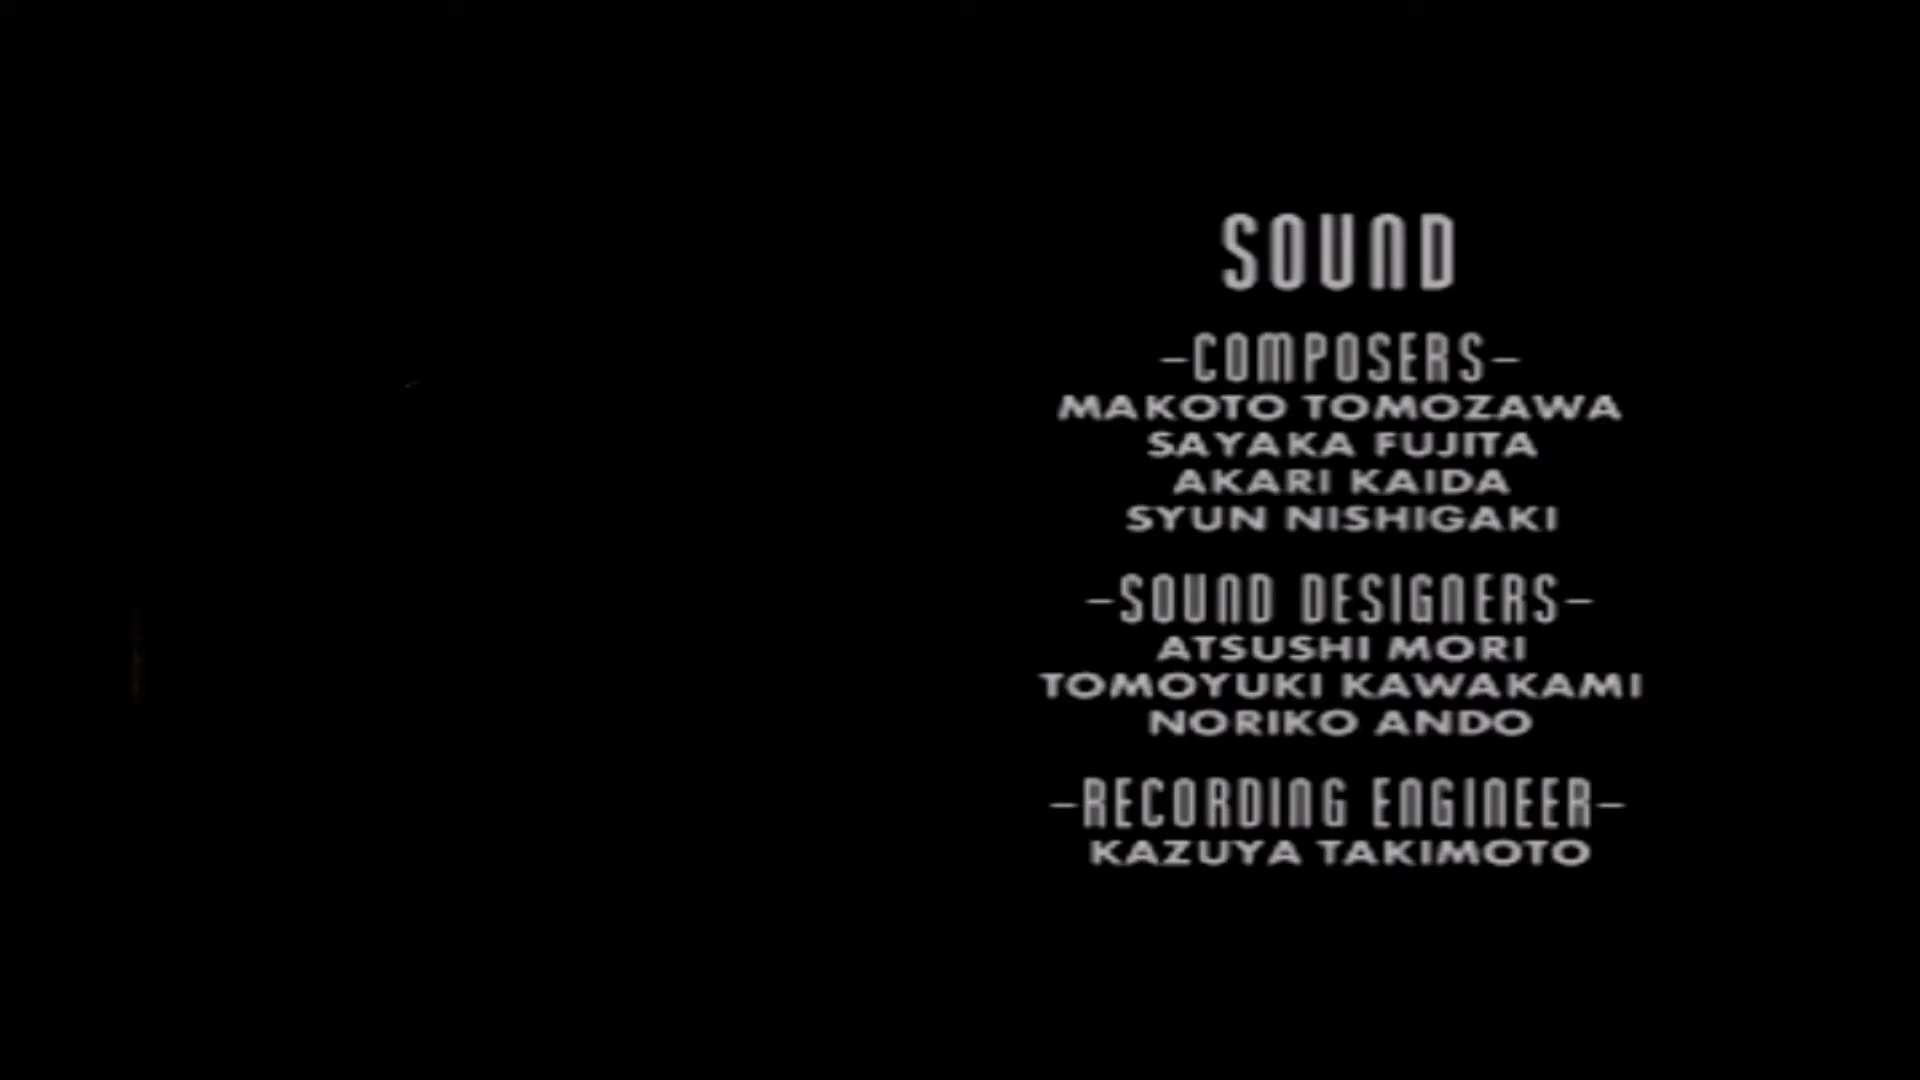 SOUND
-COMPOSERS-
MAKOTO TOMOZAWA
SAYAKA FUJITA
AKARI KAIDA
SYUN NISHIGAKI
-SOUND DESIGNERS-
ATSUSHI MORI
TOMOYUKI KAWAKAMI
NORIKO ANDO
-RECORDING ENGINEER-
KAZUYA TAKIMOTO